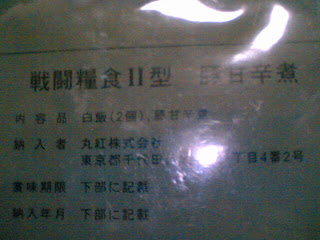 戦闘糧食II型 豚甘辛煮
内容品 白飯(2個),豚甘辛煮
納入者 丸紅株式会社
東京都千代田 丁目4番2号
賞味期限 下部に記載
納入年月 下部に記載